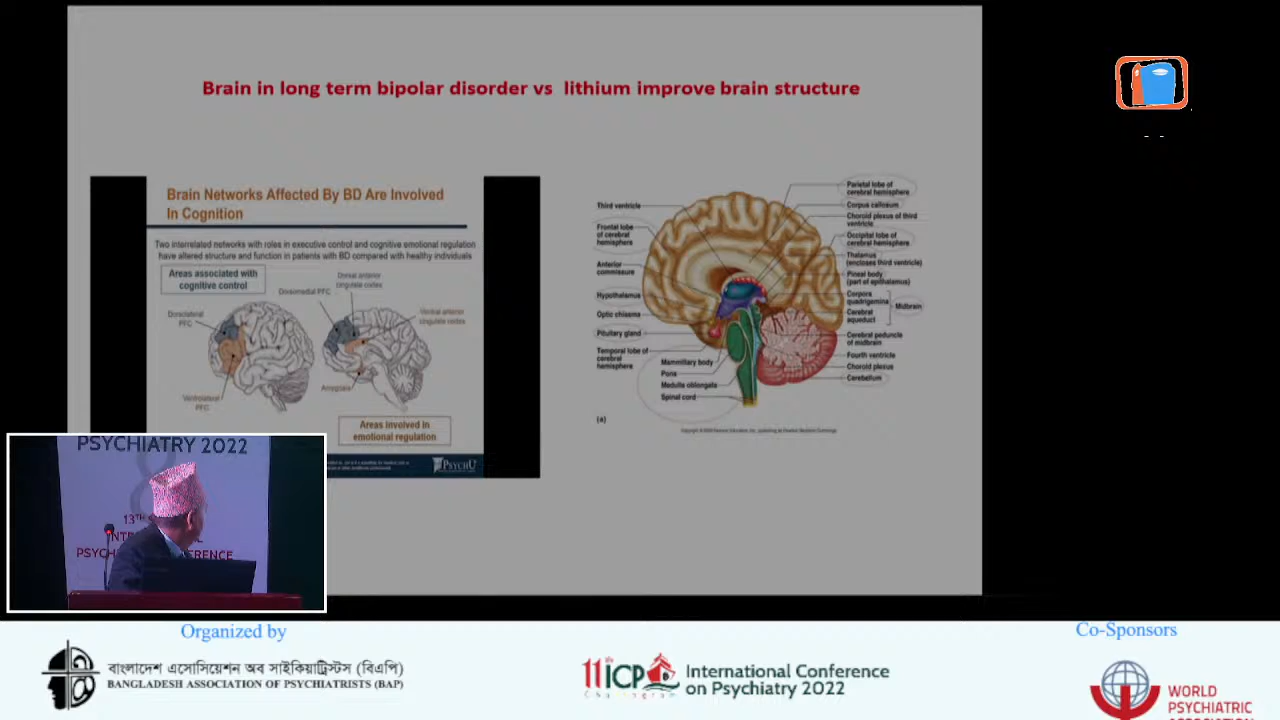 Brain in long term bipolar disorder vs lithium improve brain structure
Brain Networks Affected By BD Are Involved
In Cognition
Two interrelated networks with roles in executive control and cognitive emotional regulation
have altered structure and function in patients with BD compared with healthy individuals
Areas associated with
cognitive control
Dorsolateral
PFC
Ventrolateral
PFC
Dorsomedial PFC
Dorsal anterior
cingulate cortex
Ventral anterior
cingulate cortex
Amygdala
Areas involved in
emotional regulation
PSYCHU
Third ventricle
Frontal lobe
of cerebral
hemisphere
Anterior
commissure
Hypothalamus
Optic chiasma
Pituitary gland
Temporal lobe of
cerebral
hemisphere
Mammillary body
Pons
Medulla oblongata
Spinal cord
Parietal lobe of
cerebral hemisphere
Corpus callosum
Choroid plexus of third
ventricle
Occipital lobe of
cerebral hemisphere
Thalamus
(encloses third ventricle)
Pineal body
(part of epithalamus)
Corpora
quadrigemina
Cerebral
aqueduct
Midbrain
Cerebral peduncle
of midbrain
Fourth ventricle
Choroid plexus
Cerebellum
(a)
PSYCHIATRY 2022
13TH
Organized by
বাংলাদেশ এসোসিয়েশন অব সাইকিয়াট্রিস্টস (বিএপি)
BANGLADESH ASSOCIATION OF PSYCHIATRISTS (BAP)
ICP
International Conference
on Psychiatry 2022
Co-Sponsors
WORLD
PSYCHIATRIC